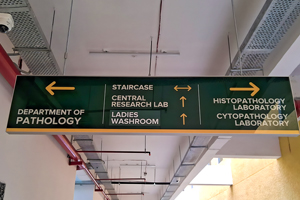 DEPARTMENT OF
PATHOLOGY
STAIRCASE
CENTRAL
RESEARCH LAB
LADIES
WASHROOM
HISTOPATHOLOGY
LABORATORY
CYTOPATHOLOGY
LABORATORY